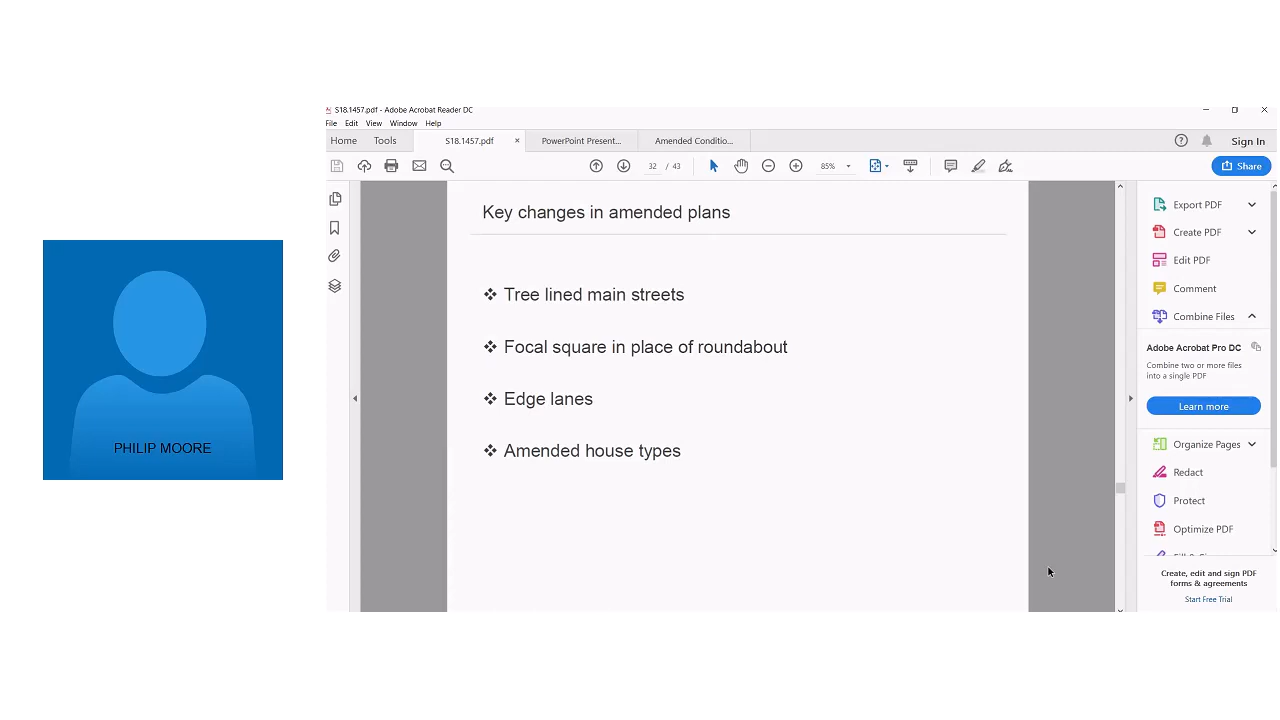 S18.1457.pdf - Adobe Acrobat Reader DC
File Edit View Window Help
Home Tools S18.1457.pdf × PowerPoint Present... Amended Conditio... Sign In
32 / 43 85% Share
Key changes in amended plans
❖ Tree lined main streets
❖ Focal square in place of roundabout
❖ Edge lanes
❖ Amended house types
PHILIP MOORE
Export PDF
Create PDF
Edit PDF
Comment
Combine Files
Adobe Acrobat Pro DC
Combine two or more files
into a single PDF
Learn more
Organize Pages
Redact
Protect
Optimize PDF
Create, edit and sign PDF
forms & agreements
Start Free Trial